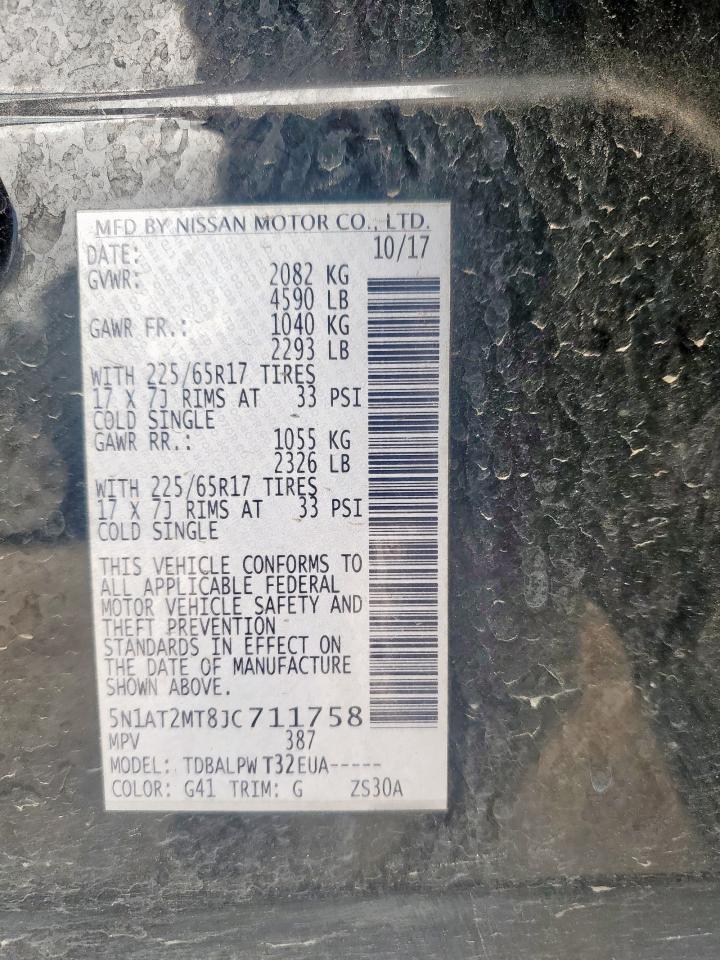 MFD BY NISSAN MOTOR CO., LTD.
DATE: 10/17
GVWR: 2082 KG
4590 LB
GAWR FR.: 1040 KG
2293 LB
WITH 225/65R17 TIRES
17 X 7J RIMS AT 33 PSI
COLD SINGLE
GAWR RR.: 1055 KG
2326 LB
WITH 225/65R17 TIRES
17 X 7J RIMS AT 33 PSI
COLD SINGLE
THIS VEHICLE CONFORMS TO
ALL APPLICABLE FEDERAL
MOTOR VEHICLE SAFETY AND
THEFT PREVENTION
STANDARDS IN EFFECT ON
THE DATE OF MANUFACTURE
SHOWN ABOVE.
5N1AT2MT8JC711758
MPV 387
MODEL: TDBALPW T32EUA-----
COLOR: G41 TRIM: G ZS30A